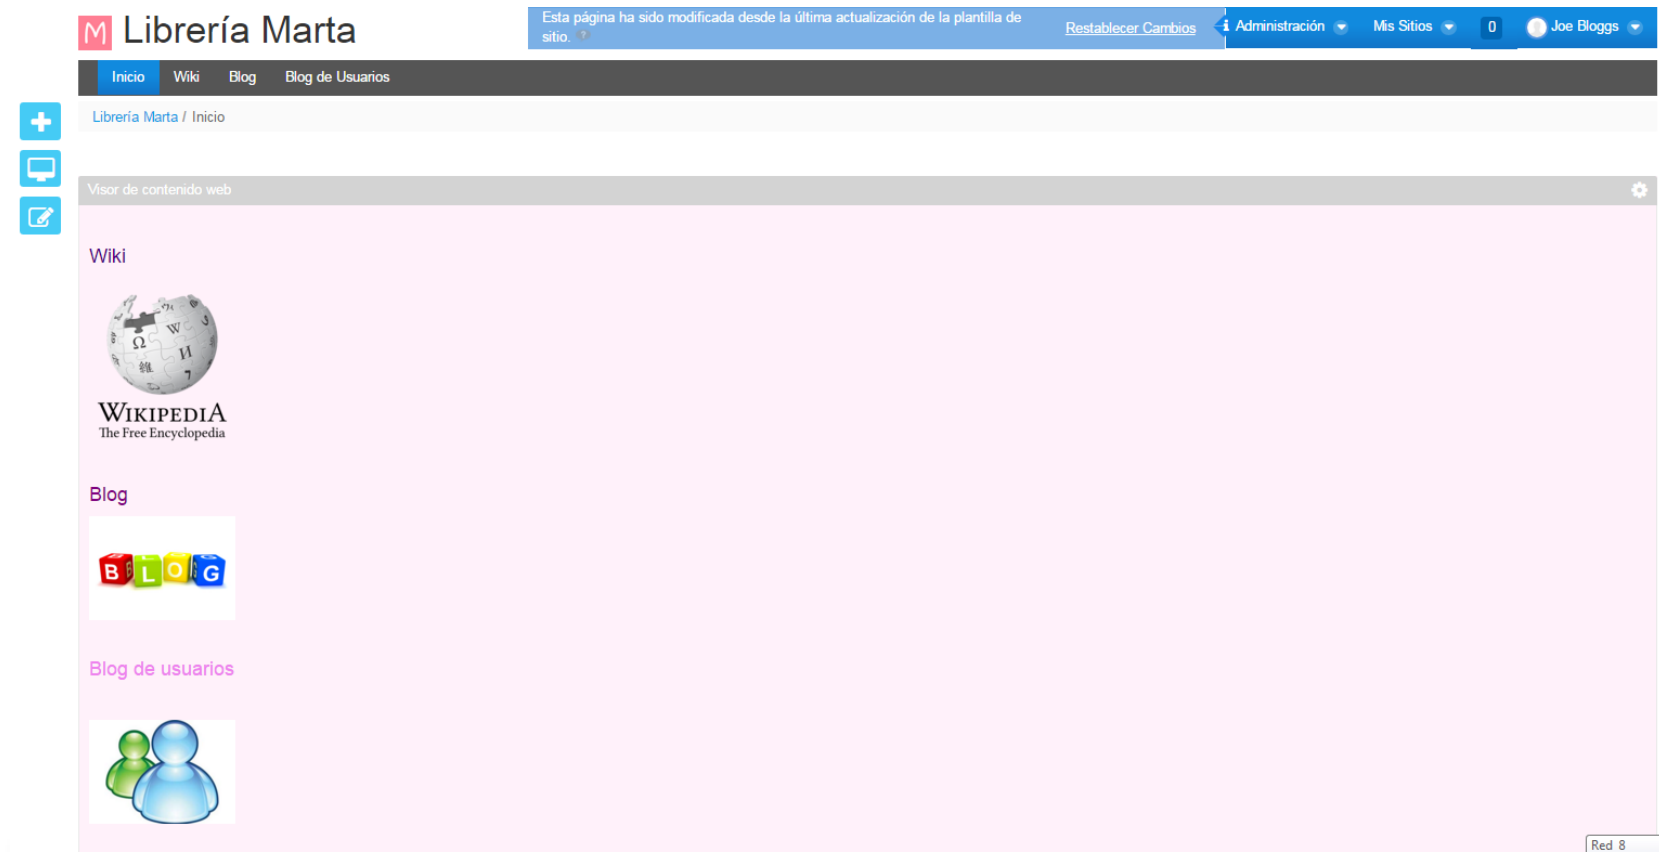 M Librería Marta
Esta página ha sido modificada desde la última actualización de la plantilla de
sitio. ?
Restablecer Cambios
i Administración
Mis Sitios
0
Joe Bloggs
Inicio Wiki Blog Blog de Usuarios
Librería Marta / Inicio
Visor de contenido web
Wiki
Ω W И 維 7
WIKIPEDIA
The Free Encyclopedia
Blog
B L O G
Blog de usuarios
Red 8